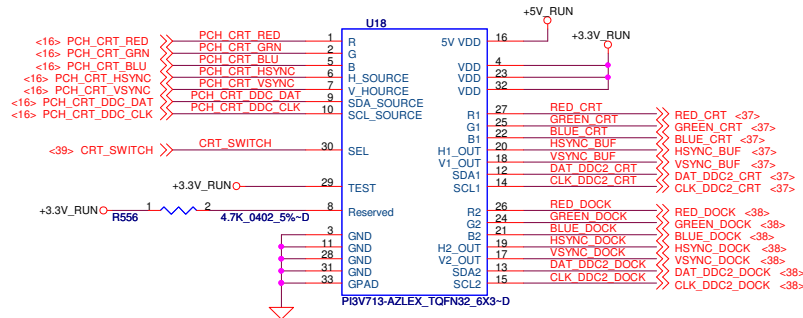 U18
+5V_RUN
+3.3V_RUN
<16> PCH_CRT_RED PCH_CRT_RED 1 R 5V VDD 16
<16> PCH_CRT_GRN PCH_CRT_GRN 2 G
<16> PCH_CRT_BLU PCH_CRT_BLU 5 B VDD 4
<16> PCH_CRT_HSYNC PCH_CRT_HSYNC 6 H_SOURCE VDD 23
<16> PCH_CRT_VSYNC PCH_CRT_VSYNC 7 V_HOURCE VDD 32
<16> PCH_CRT_DDC_DAT PCH_CRT_DDC_DAT 9 SDA_SOURCE
<16> PCH_CRT_DDC_CLK PCH_CRT_DDC_CLK 10 SCL_SOURCE
R1 27 RED_CRT RED_CRT <37>
G1 25 GREEN_CRT GREEN_CRT <37>
B1 22 BLUE_CRT BLUE_CRT <37>
<39> CRT_SWITCH CRT_SWITCH 30 SEL H1_OUT 20 HSYNC_BUF HSYNC_BUF <37>
V1_OUT 18 VSYNC_BUF VSYNC_BUF <37>
SDA1 12 DAT_DDC2_CRT DAT_DDC2_CRT <37>
+3.3V_RUN 29 TEST SCL1 14 CLK_DDC2_CRT CLK_DDC2_CRT <37>
+3.3V_RUN R556 1 2 4.7K_0402_5%~D 8 Reserved R2 26 RED_DOCK RED_DOCK <38>
G2 24 GREEN_DOCK GREEN_DOCK <38>
3 GND B2 21 BLUE_DOCK BLUE_DOCK <38>
11 GND H2_OUT 19 HSYNC_DOCK HSYNC_DOCK <38>
28 GND V2_OUT 17 VSYNC_DOCK VSYNC_DOCK <38>
31 GND SDA2 13 DAT_DDC2_DOCK DAT_DDC2_DOCK <38>
33 GPAD SCL2 15 CLK_DDC2_DOCK CLK_DDC2_DOCK <38>
PI3V713-AZLEX_TQFN32_6X3~D